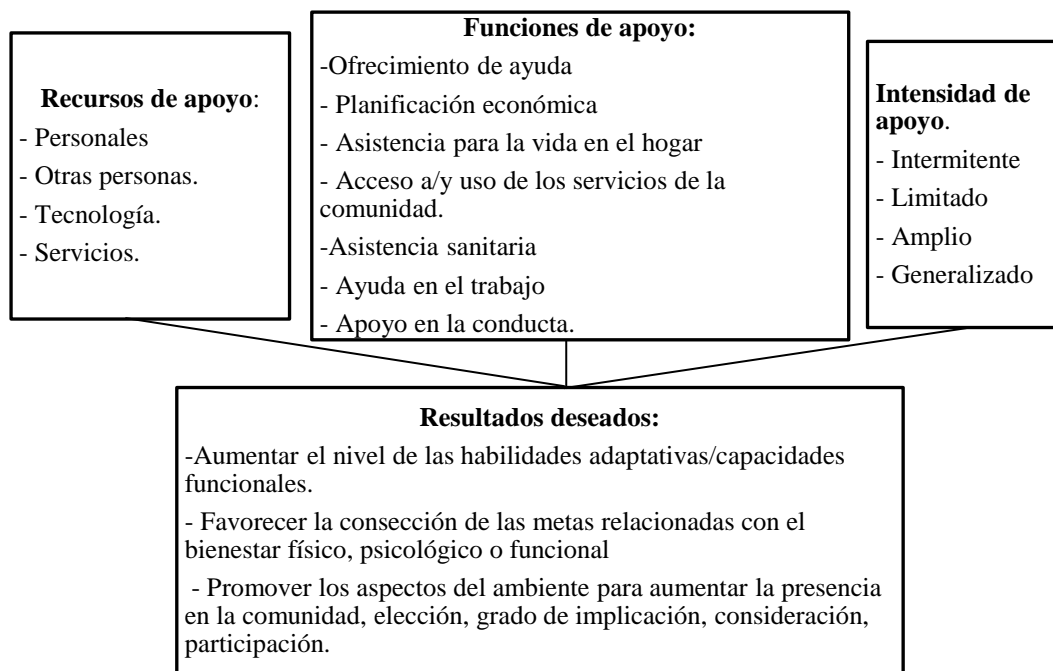 Recursos de apoyo:
- Personales
- Otras personas.
- Tecnología.
- Servicios.
Funciones de apoyo:
-Ofrecimiento de ayuda
- Planificación económica
- Asistencia para la vida en el hogar
- Acceso a/y uso de los servicios de la
comunidad.
-Asistencia sanitaria
- Ayuda en el trabajo
- Apoyo en la conducta.
Intensidad de
apoyo.
- Intermitente
- Limitado
- Amplio
- Generalizado
Resultados deseados:
-Aumentar el nivel de las habilidades adaptativas/capacidades
funcionales.
- Favorecer la consección de las metas relacionadas con el
bienestar físico, psicológico o funcional
- Promover los aspectos del ambiente para aumentar la presencia
en la comunidad, elección, grado de implicación, consideración,
participación.